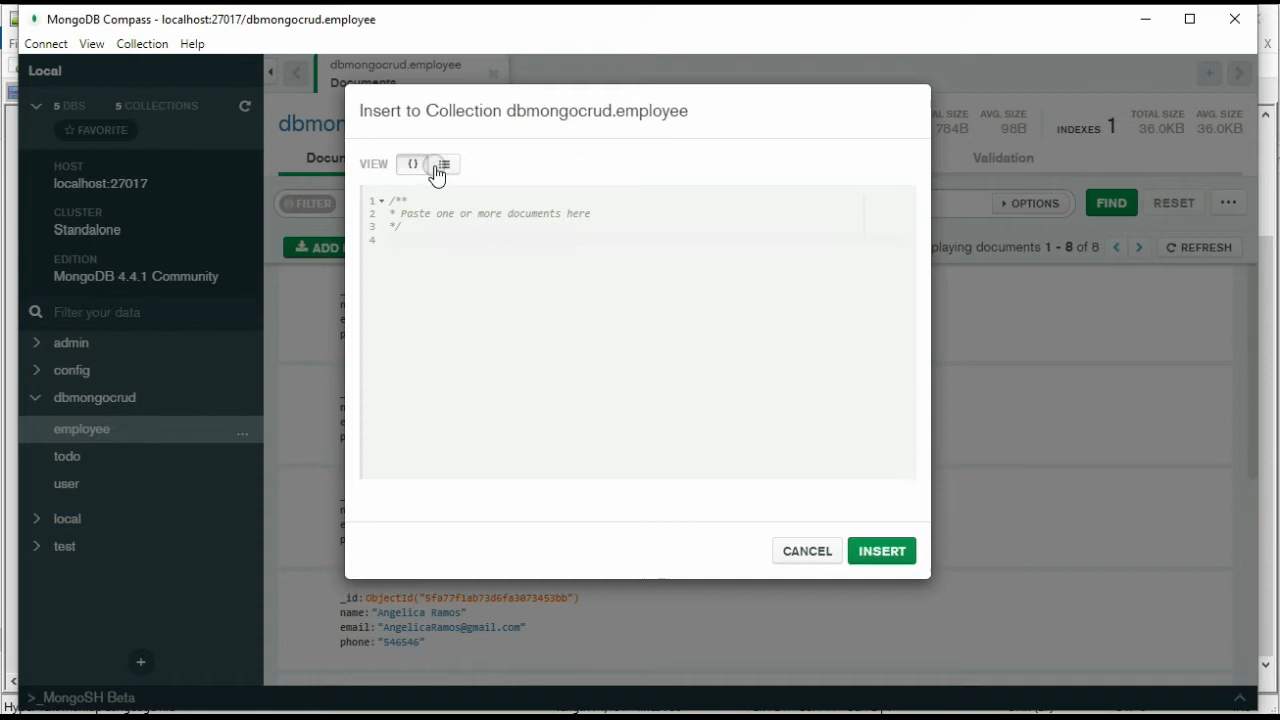 MongoDB Compass - localhost:27017/dbmongocrud.employee
Connect View Collection Help
Local
5 DBS 5 COLLECTIONS
FAVORITE
HOST
localhost:27017
CLUSTER
Standalone
EDITION
MongoDB 4.4.1 Community
Filter your data
admin
config
dbmongocrud
employee ...
todo
user
local
test
>_MongoSH Beta
dbmongocrud.employee
Documents
INDEXES 1
TOTAL SIZE AVG. SIZE
784B 98B 36.0KB 36.0KB
Validation
FILTER
OPTIONS
FIND
RESET
...
ADD
playing documents 1 - 8 of 8
REFRESH
Insert to Collection dbmongocrud.employee
VIEW {}
1 /**
2 * Paste one or more documents here
3 */
4
CANCEL INSERT
_id: ObjectId("5fa77f1ab73d6fa3073453bb")
name: "Angelica Ramos"
email: "AngelicaRamos@gmail.com"
phone: "546546"